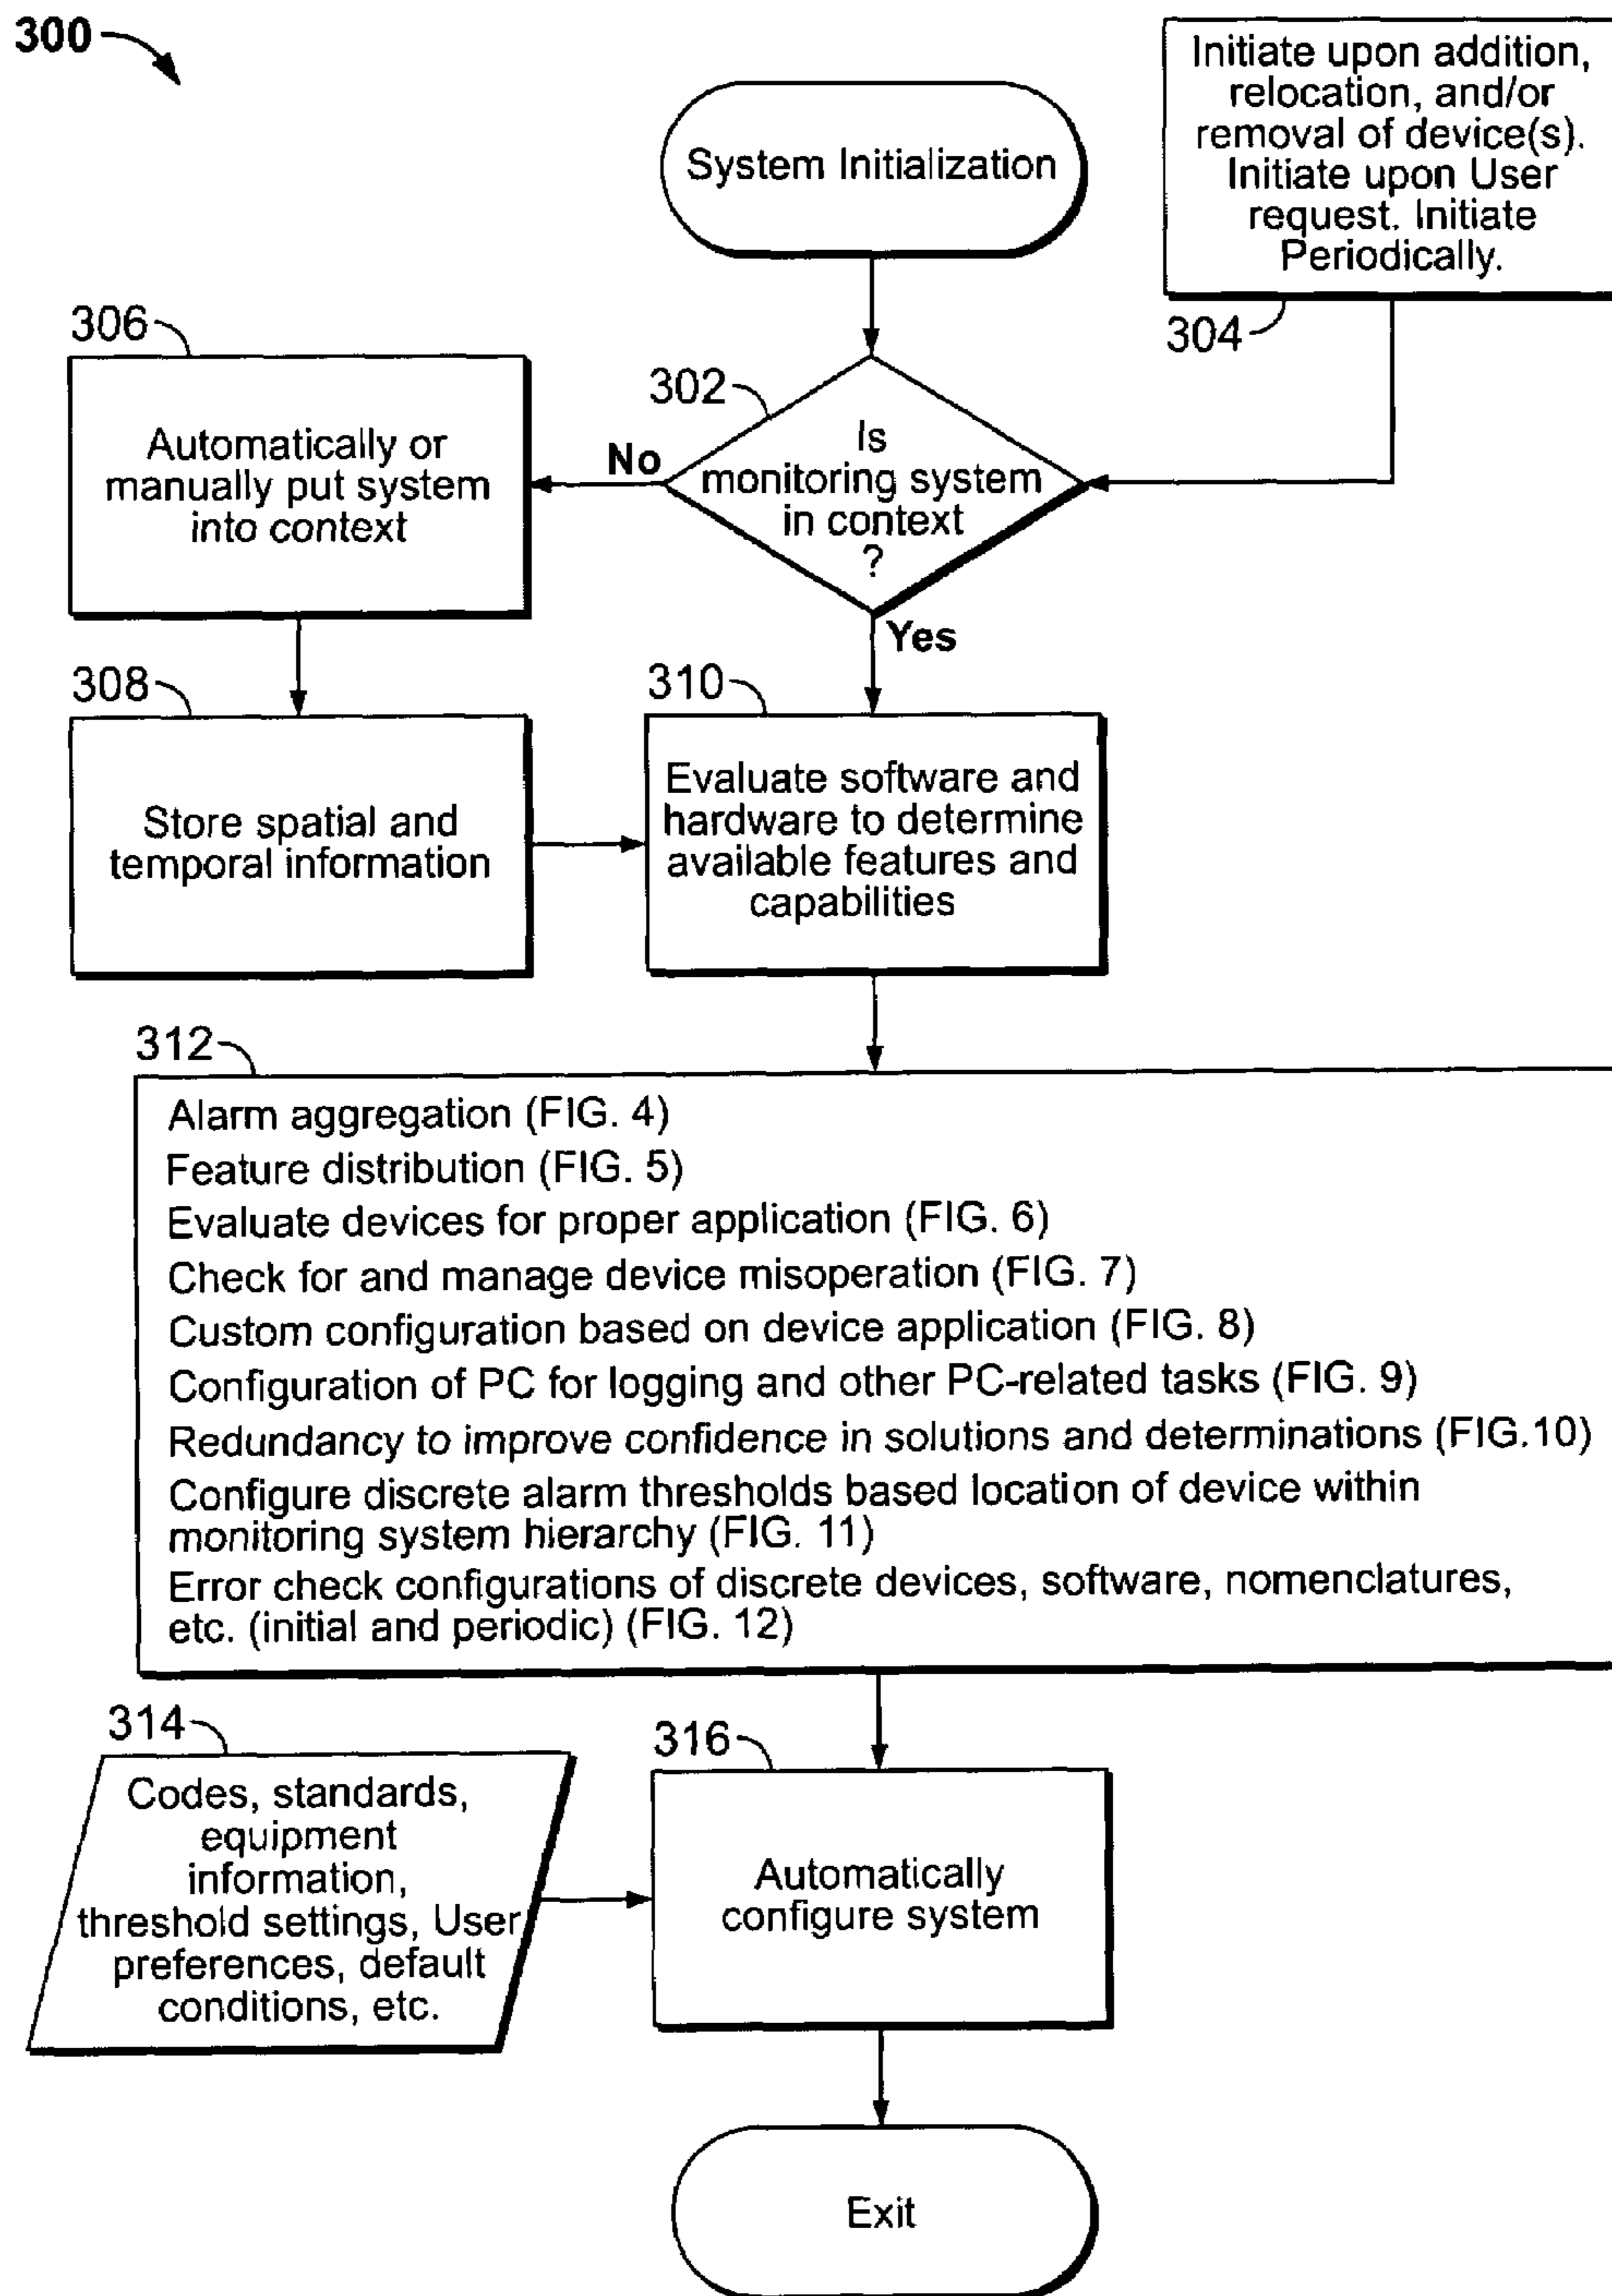 300
System Initialization
Initiate upon addition,
relocation, and/or
removal of device(s).
Initiate upon User
request. Initiate
Periodically.
304
306
Automatically or
manually put system
into context
302
No
Is
monitoring system
in context
?
Yes
308
Store spatial and
temporal information
310
Evaluate software and
hardware to determine
available features and
capabilities
312
Alarm aggregation (FIG. 4)
Feature distribution (FIG. 5)
Evaluate devices for proper application (FIG. 6)
Check for and manage device misoperation (FIG. 7)
Custom configuration based on device application (FIG. 8)
Configuration of PC for logging and other PC-related tasks (FIG. 9)
Redundancy to improve confidence in solutions and determinations (FIG.10)
Configure discrete alarm thresholds based location of device within
monitoring system hierarchy (FIG. 11)
Error check configurations of discrete devices, software, nomenclatures,
etc. (initial and periodic) (FIG. 12)
314
Codes, standards,
equipment
information,
threshold settings, User
preferences, default
conditions, etc.
316
Automatically
configure system
Exit